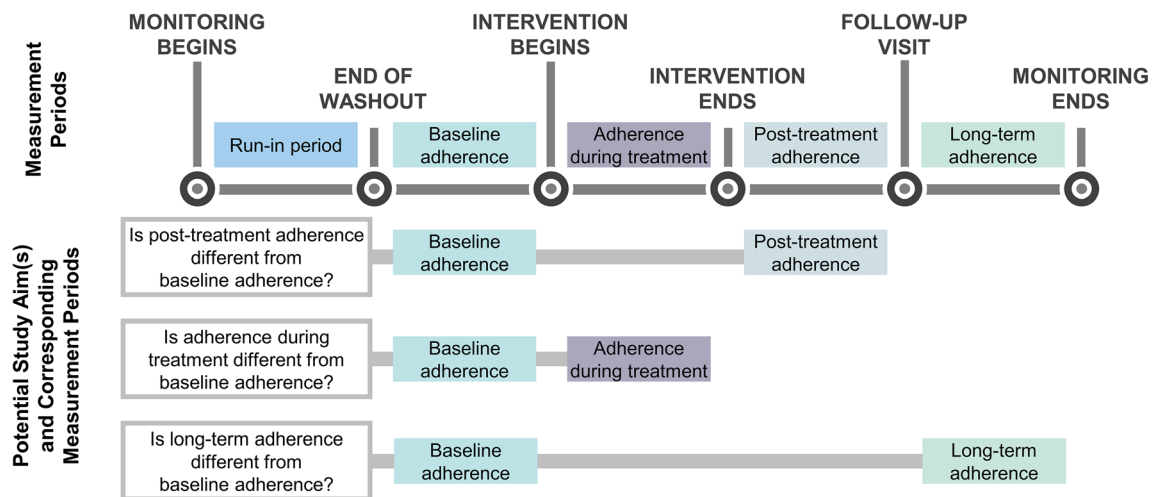 MONITORING
BEGINS
INTERVENTION
BEGINS
FOLLOW-UP
VISIT
END OF
WASHOUT
INTERVENTION
ENDS
MONITORING
ENDS
Measurement
Periods
Run-in period
Baseline
adherence
Adherence
during treatment
Post-treatment
adherence
Long-term
adherence
Potential Study Aim(s)
and Corresponding
Measurement Periods
Is post-treatment adherence
different from
baseline adherence?
Baseline
adherence
Post-treatment
adherence
Is adherence during
treatment different from
baseline adherence?
Baseline
adherence
Adherence
during treatment
Is long-term adherence
different from
baseline adherence?
Baseline
adherence
Long-term
adherence